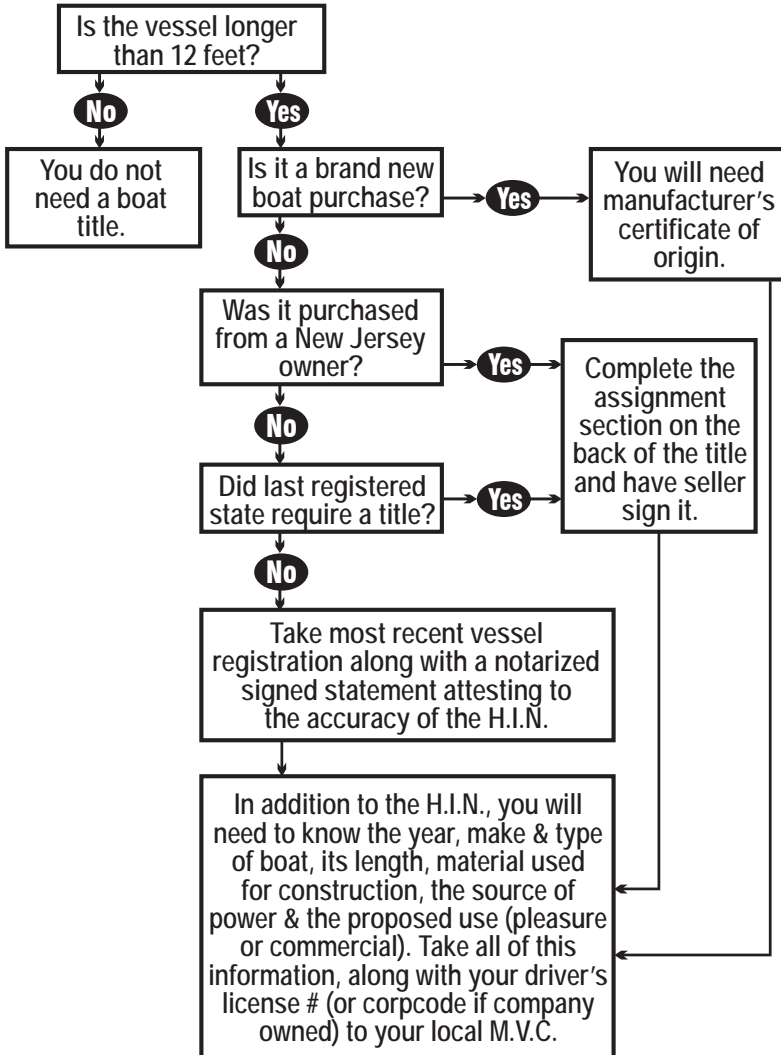 Is the vessel longer
than 12 feet?
No
Yes
You do not
need a boat
title.
Is it a brand new
boat purchase?
Yes
You will need
manufacturer's
certificate of
origin.
No
Was it purchased
from a New Jersey
owner?
Yes
Complete the
assignment
section on the
back of the title
and have seller
sign it.
No
Did last registered
state require a title?
Yes
No
Take most recent vessel
registration along with a notarized
signed statement attesting to
the accuracy of the H.I.N.
In addition to the H.I.N., you will
need to know the year, make & type
of boat, its length, material used
for construction, the source of
power & the proposed use (pleasure
or commercial). Take all of this
information, along with your driver's
license # (or corpcode if company
owned) to your local M.V.C.